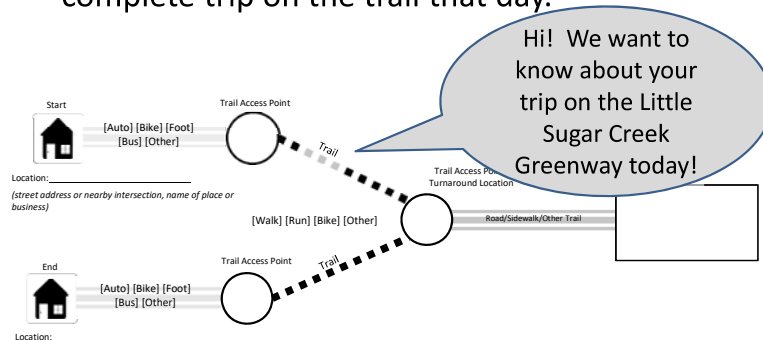 complete trip on the trail that day.
Hi!  We want to
know about your
trip on the Little
Sugar Creek
Greenway today!
Start
Trail Access Point
[Auto] [Bike] [Foot]
[Bus] [Other]
Trail
Location:
(street address or nearby intersection, name of place or
business)
Trail Access
Turnaround Location
[Walk] [Run] [Bike] [Other]
Road/Sidewalk/Other Trail
End
Trail Access Point
[Auto] [Bike] [Foot]
[Bus] [Other]
Trail
Location: